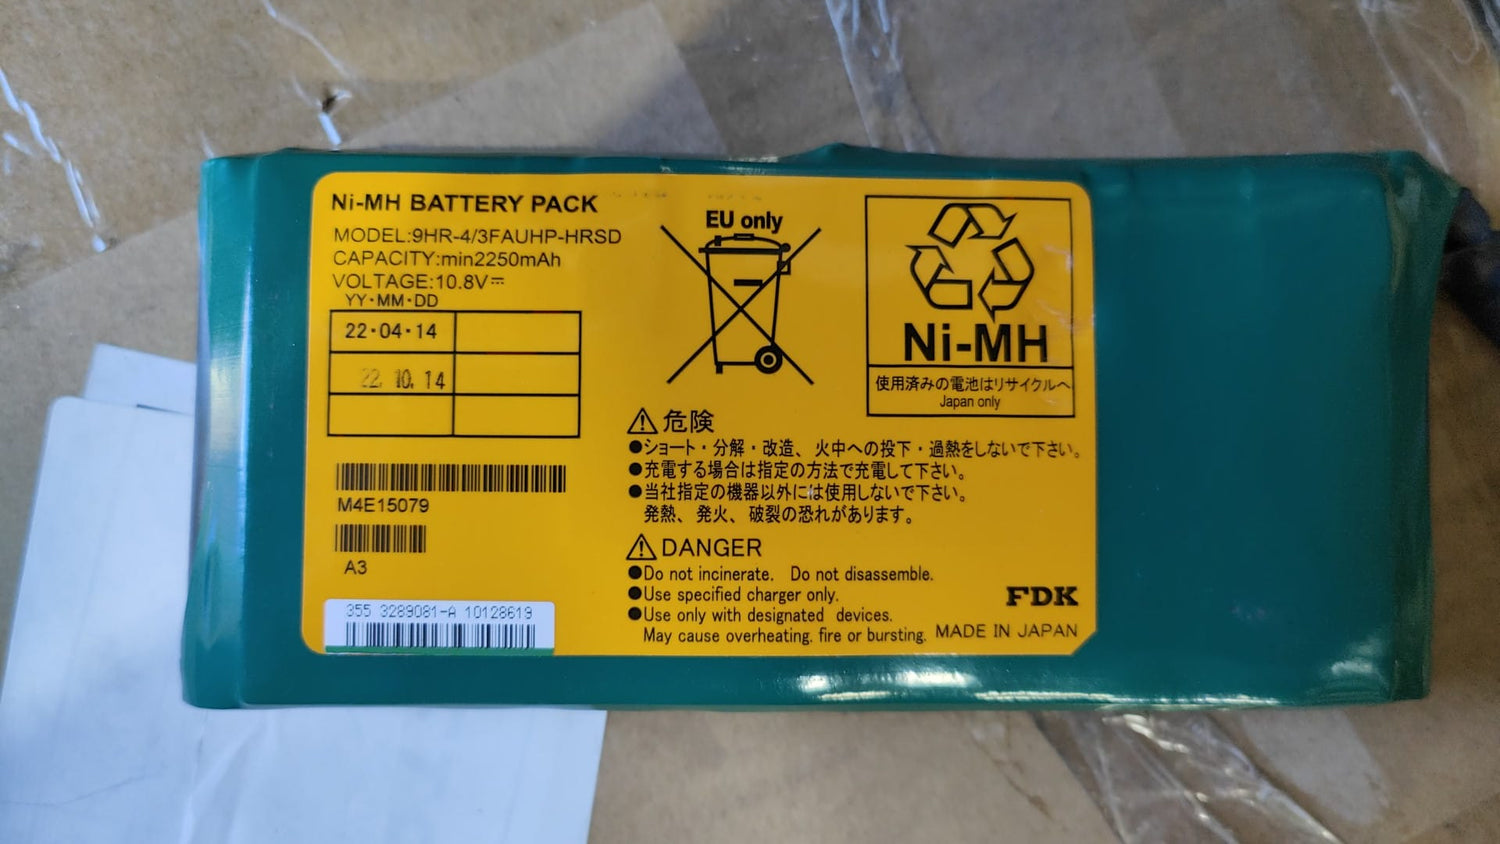 Ni-MH BATTERY PACK
MODEL:9HR-4/3FAUHP-HRSD
CAPACITY:min2250mAh
VOLTAGE:10.8V⎓
YY・MM・DD
22・04・14
22. 10. 14
M4E15079
A3
355 3289081-A 10128619
EU only
Ni-MH
使用済みの電池はリサイクルへ
Japan only
⚠危険
●ショート・分解・改造、火中への投下・過熱をしないで下さい。
●充電する場合は指定の方法で充電して下さい。
●当社指定の機器以外には使用しないで下さい。
発熱、発火、破裂の恐れがあります。
⚠DANGER
●Do not incinerate. Do not disassemble.
●Use specified charger only.
●Use only with designated devices.
May cause overheating. fire or bursting.
FDK
MADE IN JAPAN